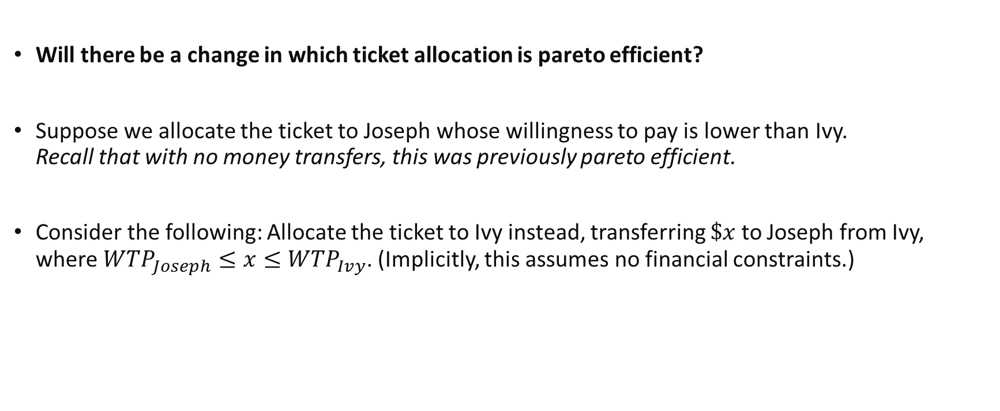 • Will there be a change in which ticket allocation is pareto efficient?
• Suppose we allocate the ticket to Joseph whose willingness to pay is lower than Ivy.
Recall that with no money transfers, this was previously pareto efficient.
• Consider the following: Allocate the ticket to Ivy instead, transferring $𝑥 to Joseph from Ivy,
where 𝑊𝑇𝑃_{𝐽𝑜𝑠𝑒𝑝ℎ} ≤ 𝑥 ≤ 𝑊𝑇𝑃_{𝐼𝑣𝑦}. (Implicitly, this assumes no financial constraints.)